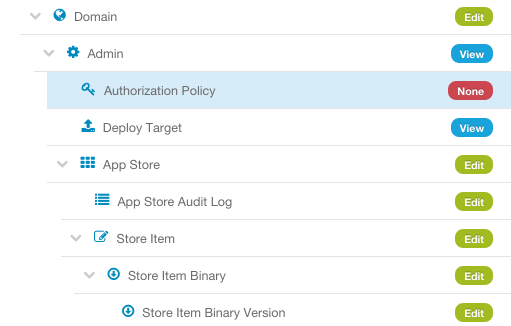 Domain Edit
Admin View
Authorization Policy None
Deploy Target View
App Store Edit
App Store Audit Log Edit
Store Item Edit
Store Item Binary Edit
Store Item Binary Version Edit